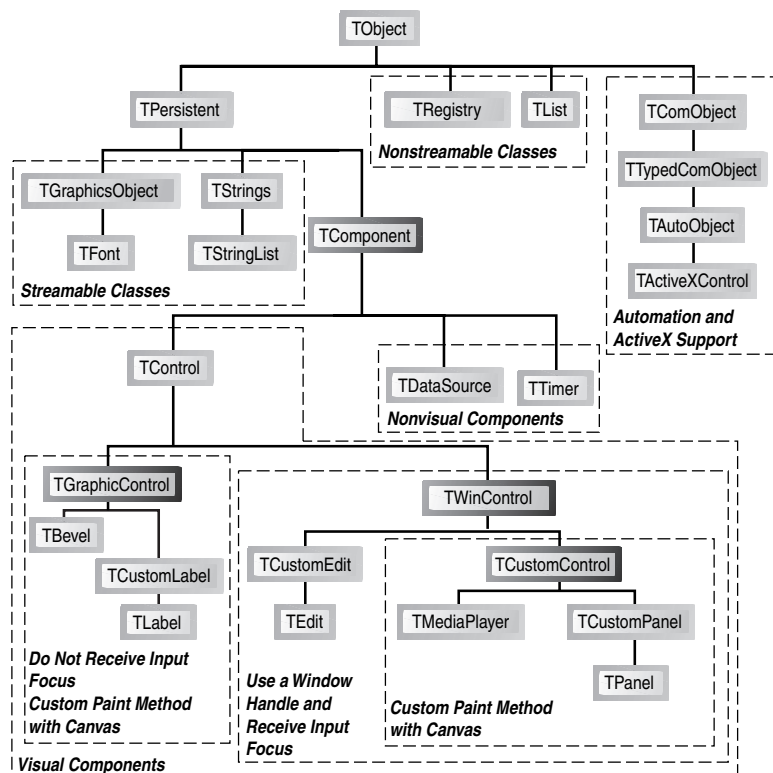 TObject
TPersistent
TRegistry
TList
TComObject
Nonstreamable Classes
TGraphicsObject
TStrings
TTypedComObject
TComponent
TAutoObject
TFont
TStringList
TActiveXControl
Streamable Classes
Automation and
ActiveX Support
TControl
TDataSource
TTimer
Nonvisual Components
TGraphicControl
TWinControl
TBevel
TCustomLabel
TCustomEdit
TCustomControl
TLabel
TEdit
TMediaPlayer
TCustomPanel
TPanel
Do Not Receive Input
Focus
Custom Paint Method
with Canvas
Use a Window
Handle and
Receive Input
Focus
Custom Paint Method
with Canvas
Visual Components